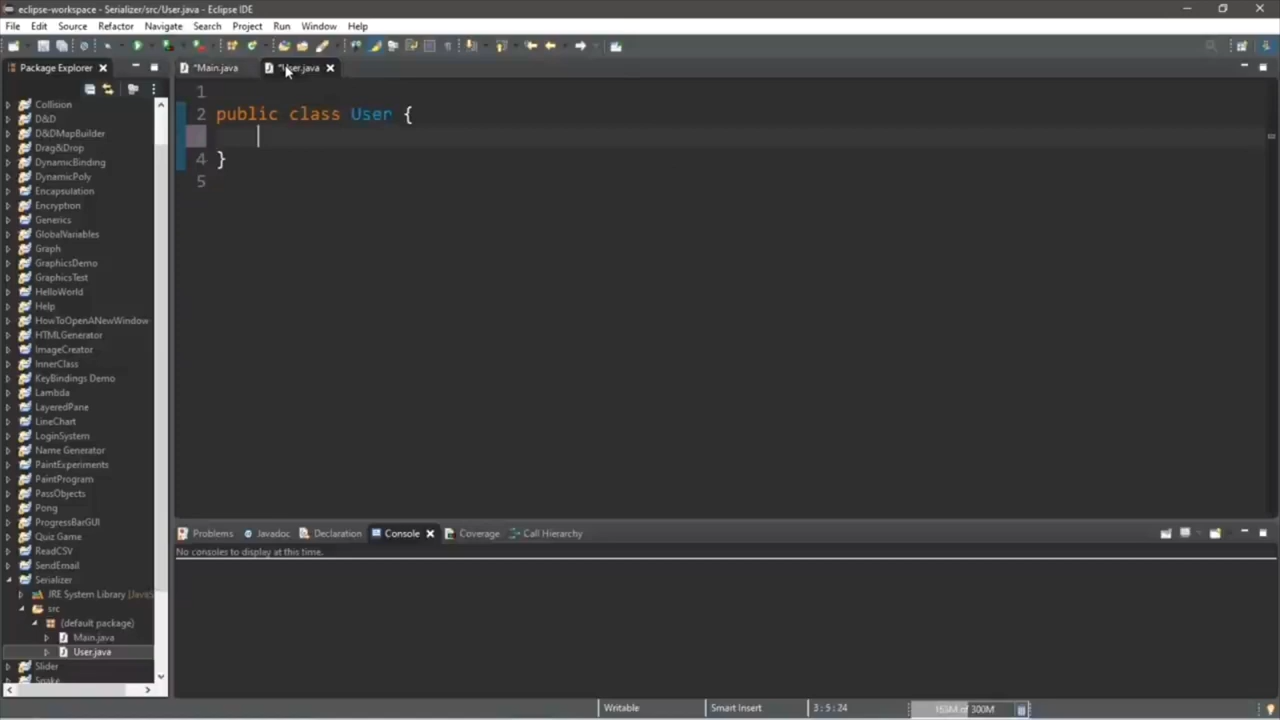 eclipse-workspace - Serializer/src/User.java - Eclipse IDE
File Edit Source Refactor Navigate Search Project Run Window Help
Package Explorer
*Main.java
*User.java
Collision
D&D
D&DMapBuilder
Drag&Drop
DynamicBinding
DynamicPoly
Encapsulation
Encryptron
Generics
GlobalVariables
Graph
GraphicsDemo
GraphicsTest
HelloWorld
Help
HowToOpenANewWindow
HTMLGenerator
ImageCreator
InnerClass
KeyBindings Demo
Lambda
LayeredPane
LineChart
LoginSystem
Name Generator
PaintExperiments
PaintProgram
PassObjects
Pong
ProgressBarGUI
Quiz Game
ReadCSV
SendEmail
Serializer
JRE System Library
src
(default package)
Main.java
User.java
Slider
Snake
1
2 public class User {
4 }
5
Problems Javadoc Declaration Console Coverage Call Hierarchy
No consoles to display at this time.
Writable Smart Insert 3 : 5 : 24 of 300M